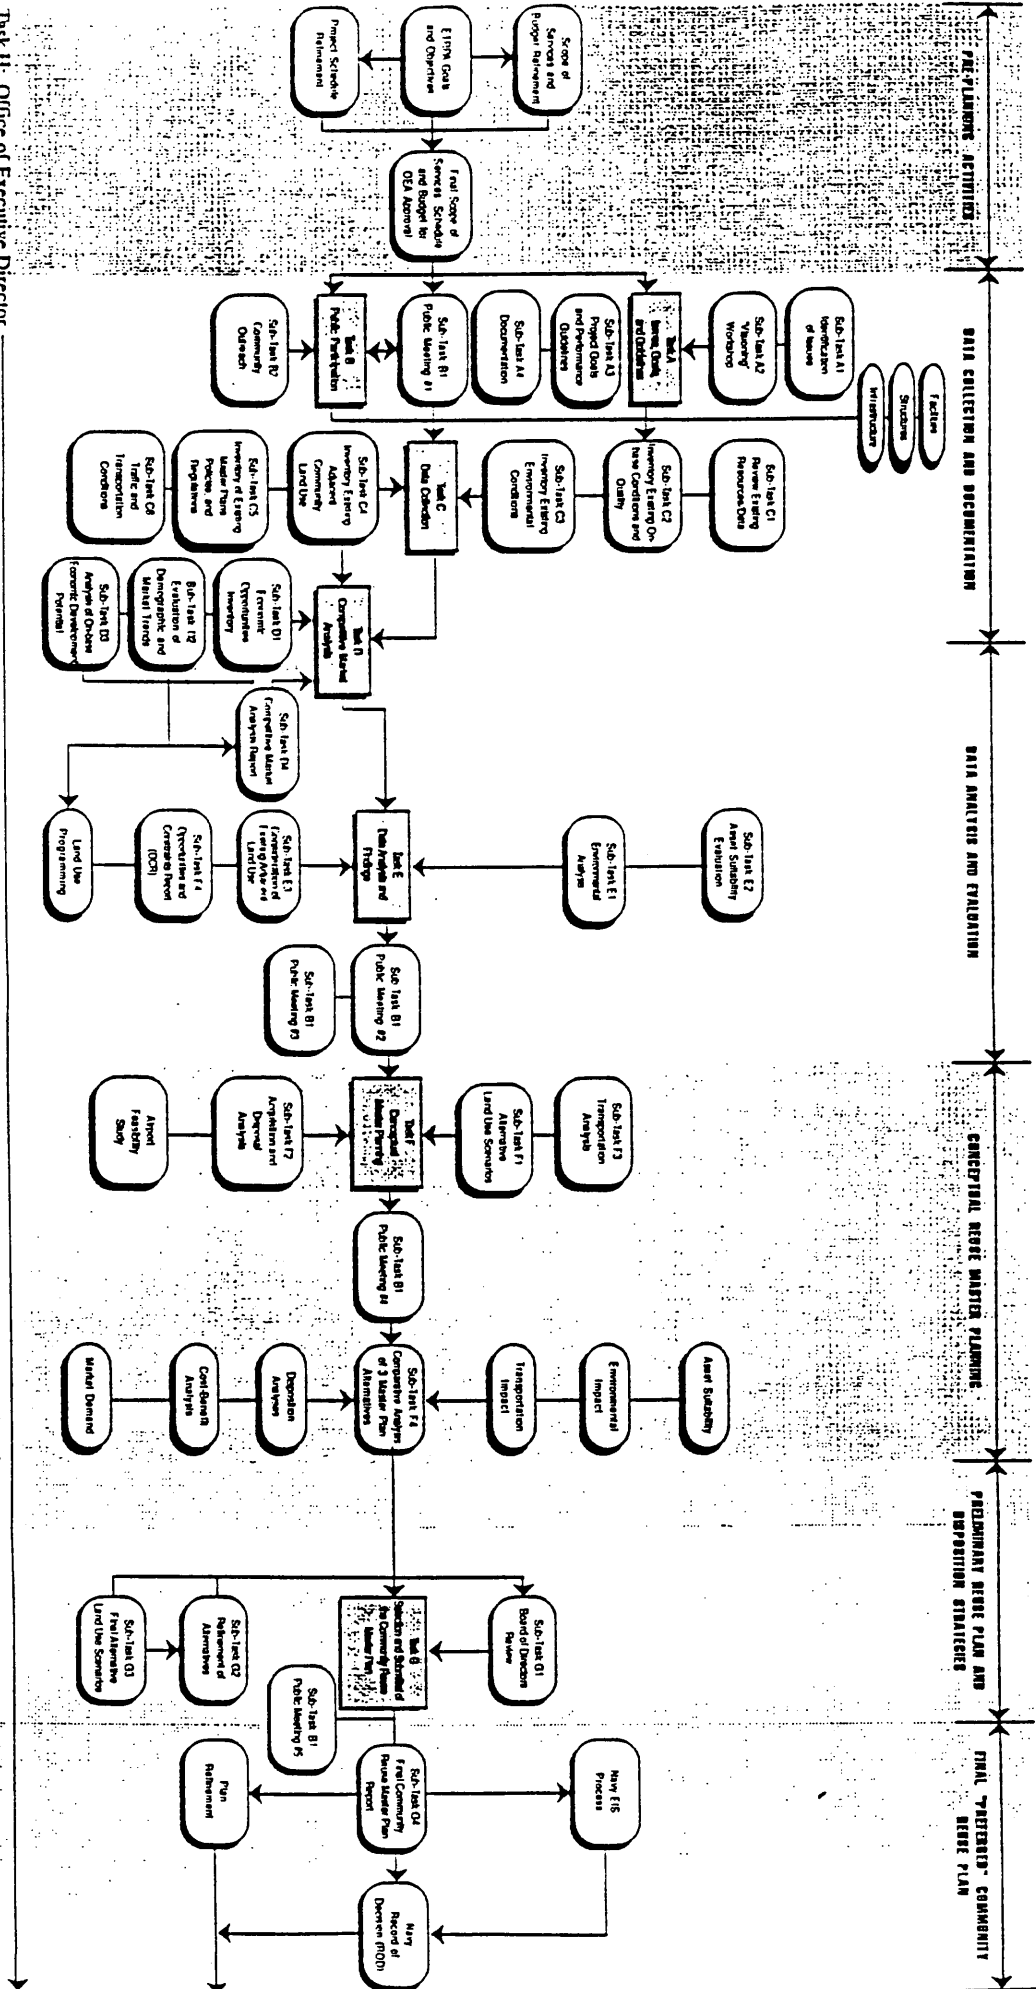 PRE-PLANNING ACTIVITIES
DATA COLLECTION AND DOCUMENTATION
DATA ANALYSIS AND EVALUATION
CONCEPTUAL REUSE MASTER PLANNING
PRELIMINARY REUSE PLAN AND
DISPOSITION STRATEGIES
FINAL "PREFERRED" COMMUNITY
REUSE PLAN
Scope of
Services and
Budget Refinement
Goals
and Objectives
Project Schedule
Refinement
Final Scope of
Services Schedule
and Budget for
OEA Approval
Facilities
Structures
Infrastructure
Sub-Task A1
Identification
of Issues
Sub-Task A2
"Visioning"
Workshop
Task A
Issues, Goals,
and Guidelines
Sub-Task A3
Project Goals
and Performance
Guidelines
Sub-Task A4
Documentation
Sub-Task B1
Public Meeting #1
Task B
Public Participation
Sub-Task B2
Community
Outreach
Sub-Task C1
Review Existing
Resources Data
Sub-Task C2
Inventory Existing On-
base Conditions and
Quality
Sub-Task C3
Inventory Existing
Environmental
Conditions
Task C
Data Collection
Sub-Task C4
Inventory Existing
Adjacent
Community
Land Use
Sub-Task C5
Inventory of Existing
Master Plans
Policies, and
Regulations
Sub-Task C6
Traffic and
Transportation
Conditions
Task D
Competitive Market
Analysis
Sub-Task D1
Economic
Opportunities
Inventory
Sub-Task D2
Evaluation of
Demographic and
Market Trends
Sub-Task D3
Analysis of On-base
Economic Development
Potential
Sub-Task D4
Competitive Market
Analysis Report
Sub-Task E2
Asset Suitability
Evaluation
Sub-Task E1
Environmental
Analysis
Task E
Data Analysis and
Findings
Sub-Task E3
Consideration of
Existing Adjacent
Land Use
Sub-Task E4
Opportunities and
Constraints Report
(OCR)
Land Use
Programming
Sub Task B1
Public Meeting #2
Sub-Task B1
Public Meeting #3
Sub-Task F3
Transportation
Analysis
Sub-Task F1
Alternative
Land Use Scenarios
Task F
Conceptual
Master Planning
Sub-Task F2
Acquisition and
Disposal
Analysis
Airport
Feasibility
Study
Sub-Task B1
Public Meeting #4
Asset Suitability
Environmental
Impact
Transportation
Impact
Sub-Task F4
Comparative Analysis
of 3 Master Plan
Alternatives
Disposition
Analyses
Cost-Benefit
Analysis
Market Demand
Sub-Task G1
Board of Directors
Review
Task G
Selection and Submittal of
the Community Reuse
Master Plan
Sub-Task G2
Refinement of
Alternatives
Sub-Task G3
Final Alternative
Land Use Scenarios
Sub-Task B1
Public Meeting #5
Navy EIS
Process
Sub-Task G4
Final Community
Reuse Master Plan
Report
Plan
Refinement
Navy
Record of
Decision (ROD)
Task H: Office of Executive Director